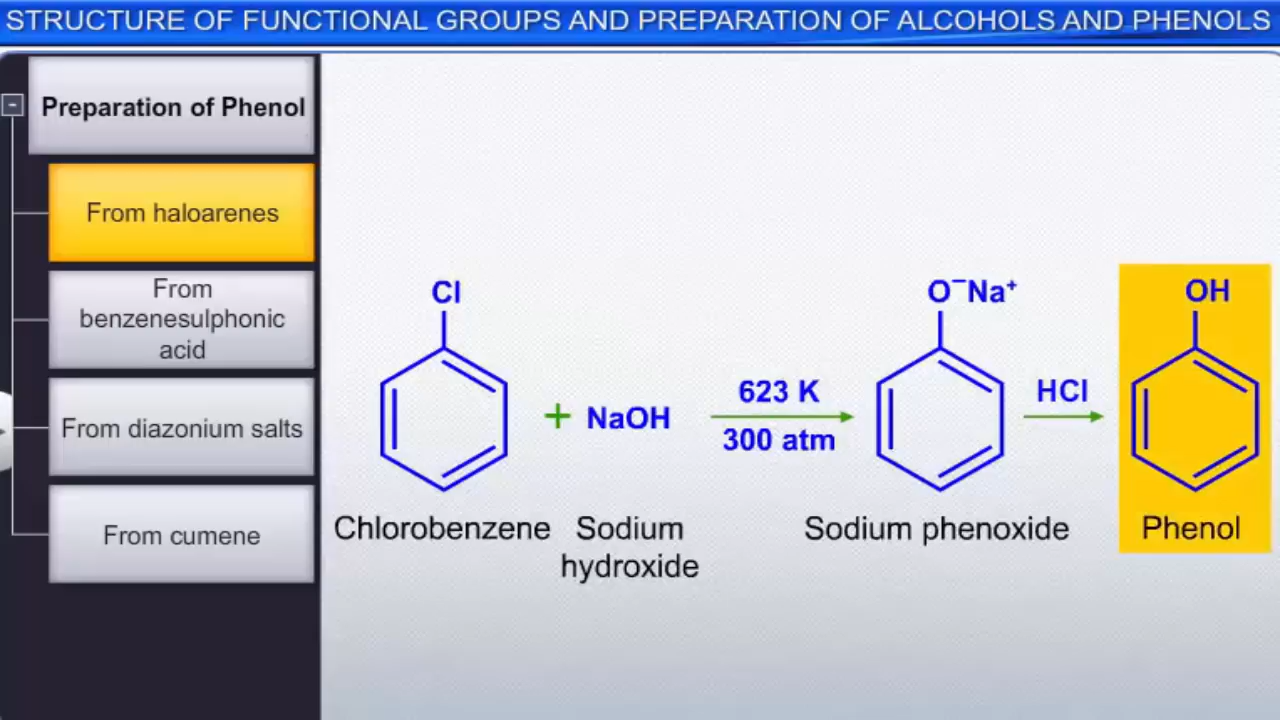 STRUCTURE OF FUNCTIONAL GROUPS AND PREPARATION OF ALCOHOLS AND PHENOLS
Preparation of Phenol
From haloarenes
From
benzenesulphonic
acid
From diazonium salts
From cumene
Cl
+ NaOH
623 K
300 atm
O⁻Na⁺
HCl
OH
Chlorobenzene
Sodium
hydroxide
Sodium phenoxide
Phenol